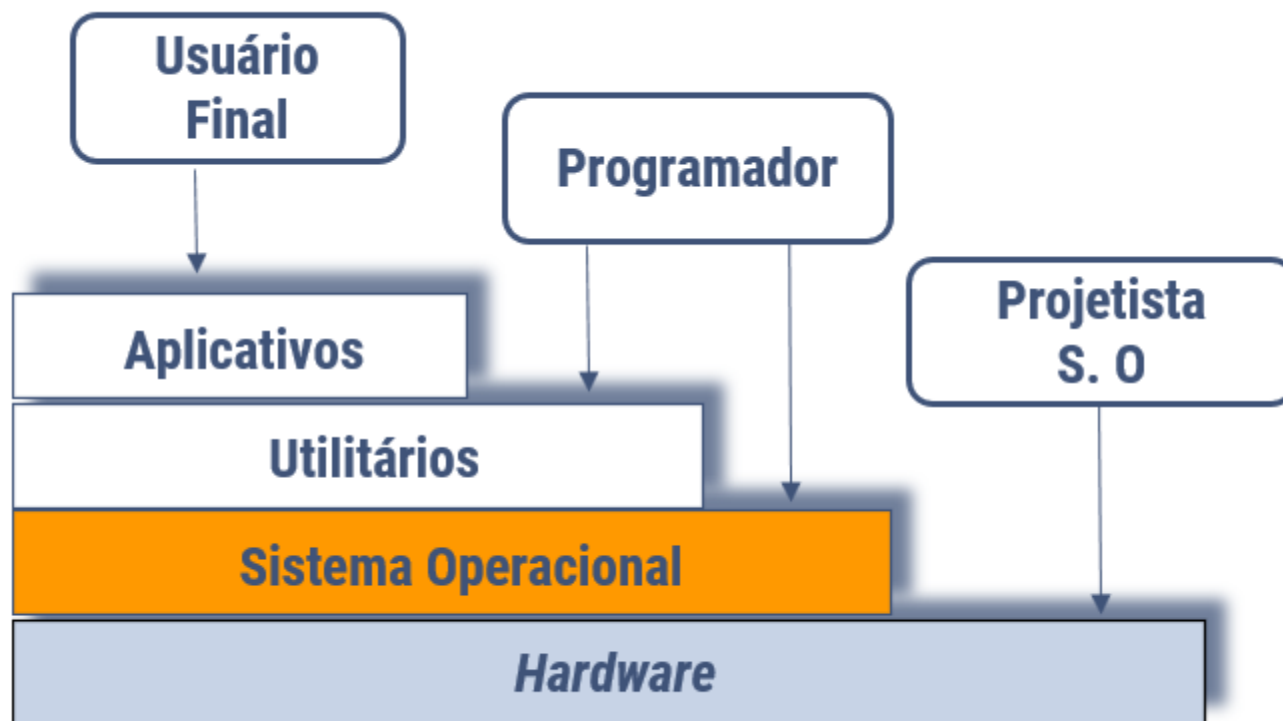 Usuário
Final
Programador
Projetista
S. O
Aplicativos
Utilitários
Sistema Operacional
Hardware